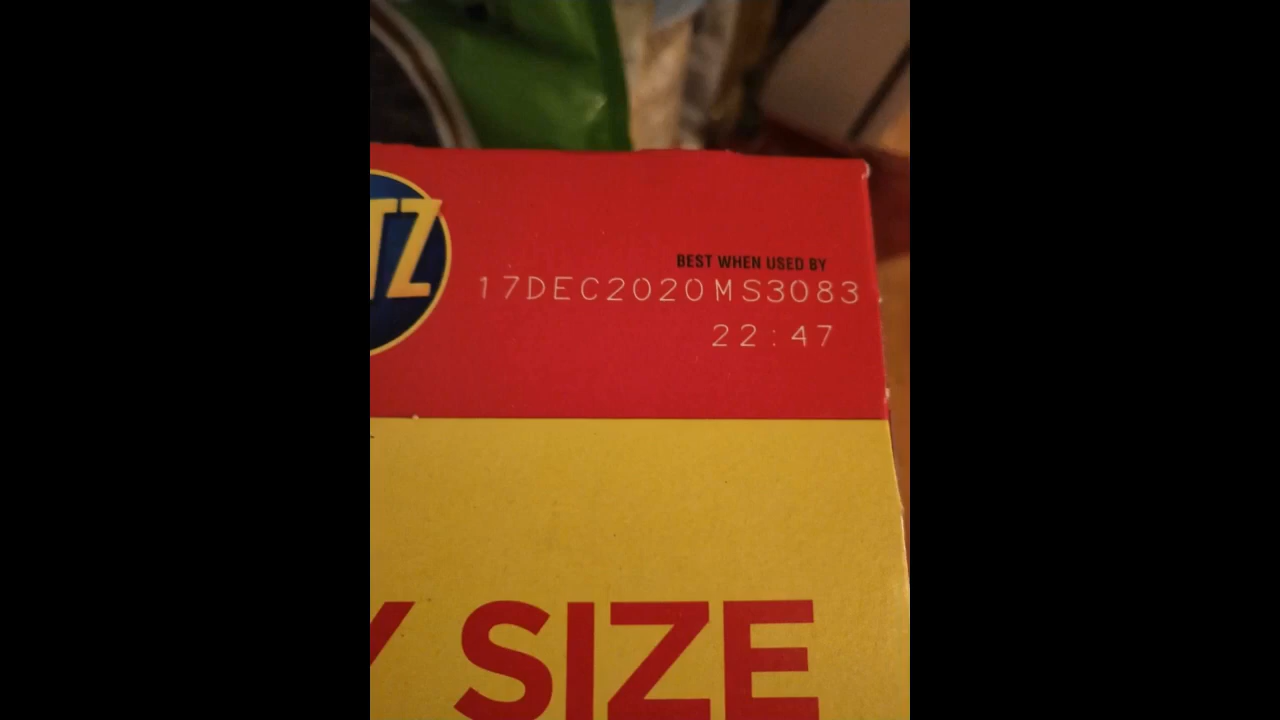 TZ
BEST WHEN USED BY
17DEC2020MS3083
22:47
Y SIZE